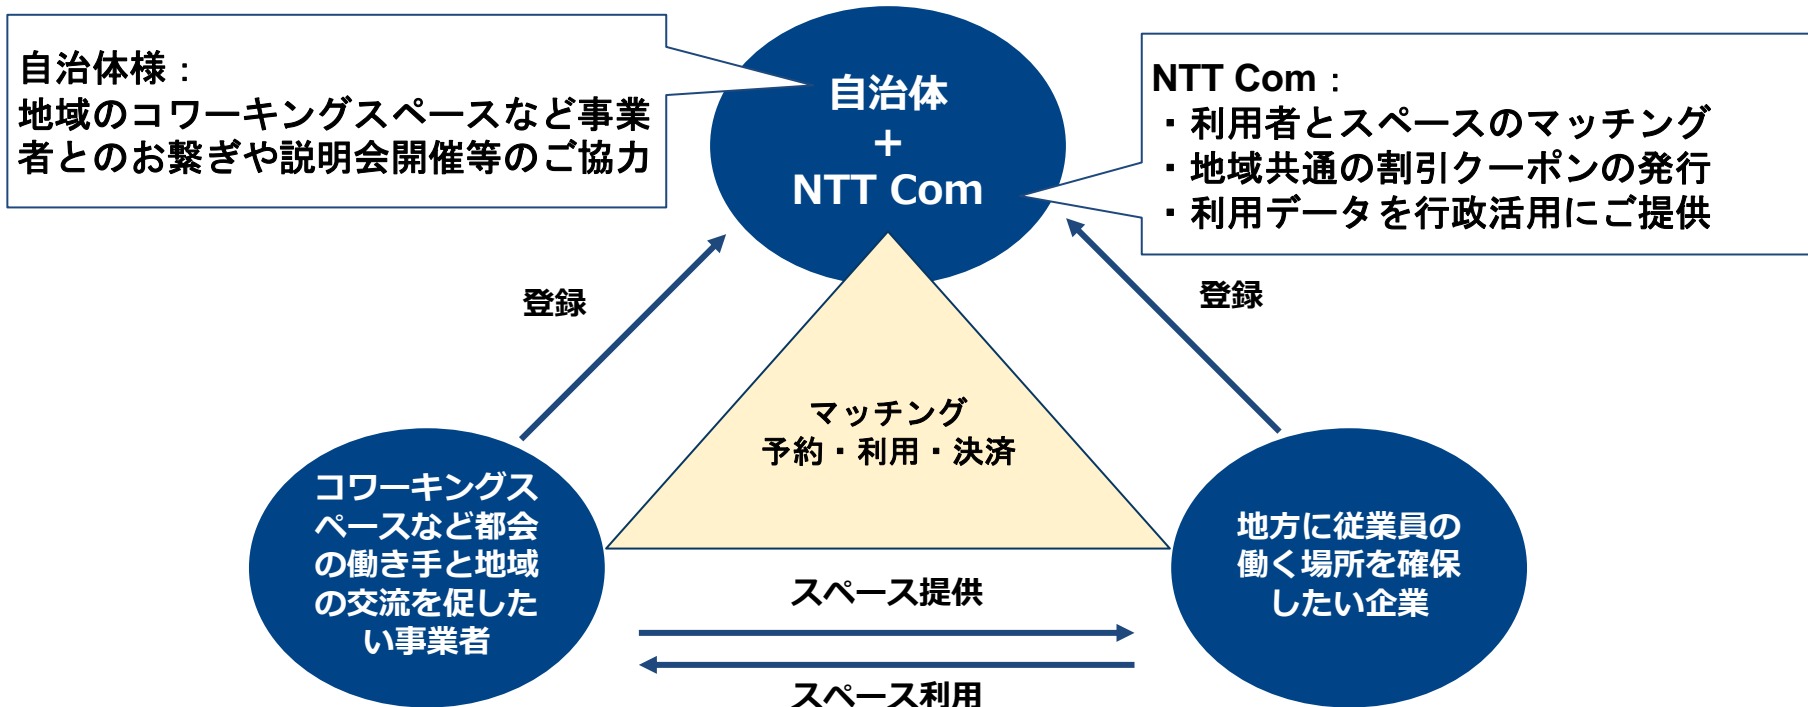 自治体様：
地域のコワーキングスペースなど事業
者とのお繋ぎや説明会開催等のご協力
自治体
+
NTT Com
NTT Com：
・利用者とスペースのマッチング
・地域共通の割引クーポンの発行
・利用データを行政活用にご提供
登録
登録
マッチング
予約・利用・決済
コワーキングス
ペースなど都会
の働き手と地域
の交流を促した
い事業者
地方に従業員の
働く場所を確保
したい企業
スペース提供
スペース利用